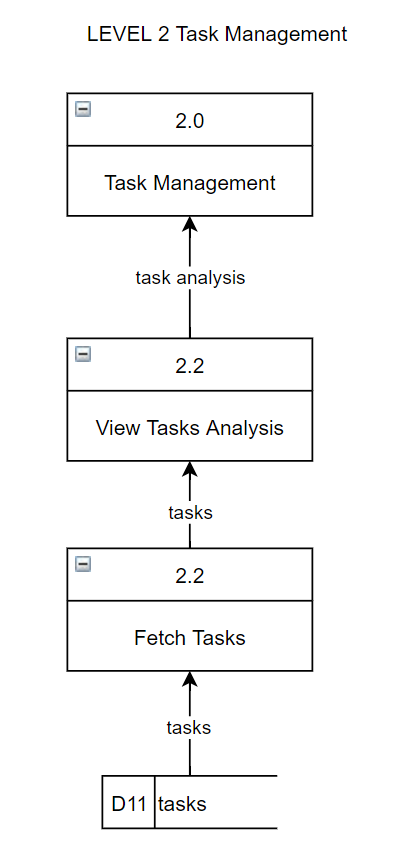 LEVEL 2 Task Management
2.0
Task Management
task analysis
2.2
View Tasks Analysis
tasks
2.2
Fetch Tasks
tasks
D11 tasks